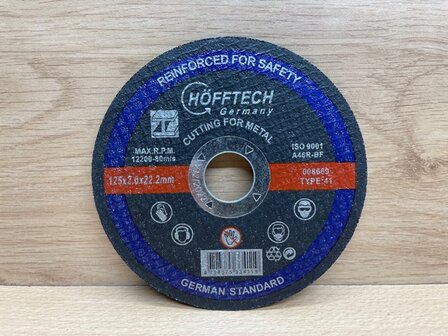 REINFORCED FOR SAFETY
HÖFFTECH
Germany
CUTTING FOR METAL
MAX.R.P.M.
12200-80m/s
ISO 9001
A46R-BF
125x2.0x22.2mm
008669
TYPE:41
GERMAN STANDARD